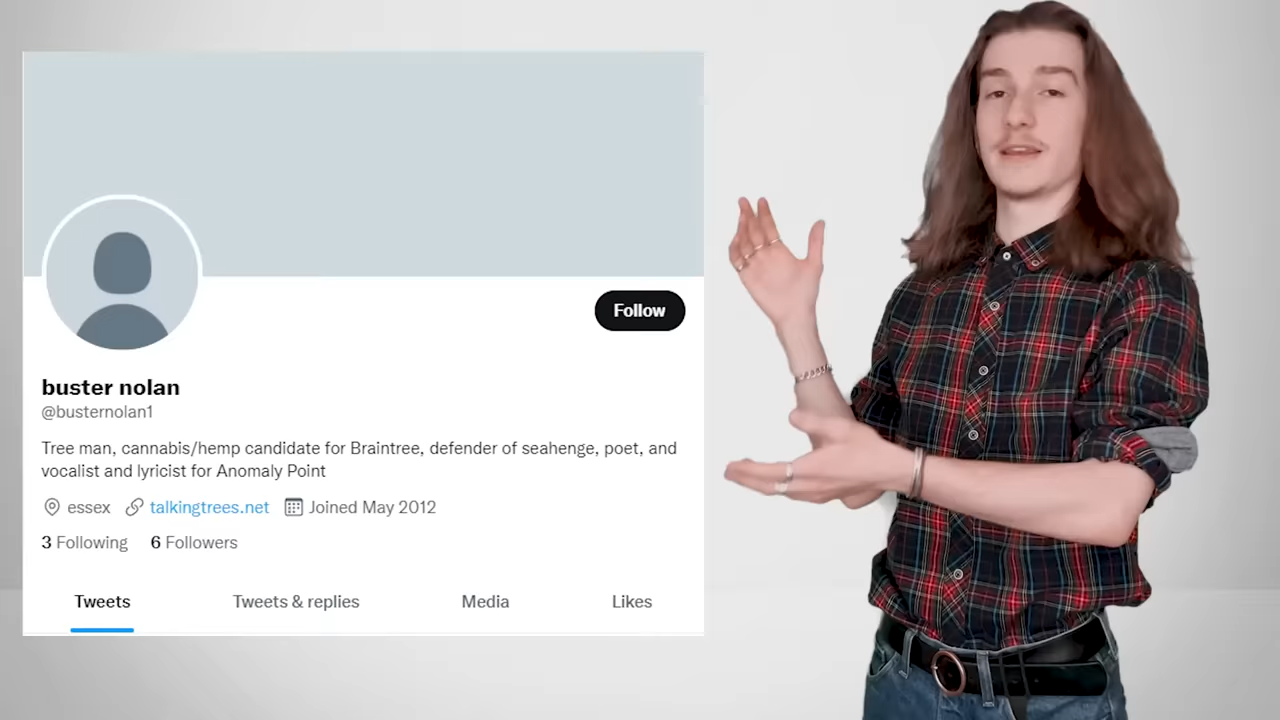 Follow
buster nolan
@busternolan1
Tree man, cannabis/hemp candidate for Braintree, defender of seahenge, poet, and
vocalist and lyricist for Anomaly Point
essex talkingtrees.net Joined May 2012
3 Following 6 Followers
Tweets Tweets & replies Media Likes